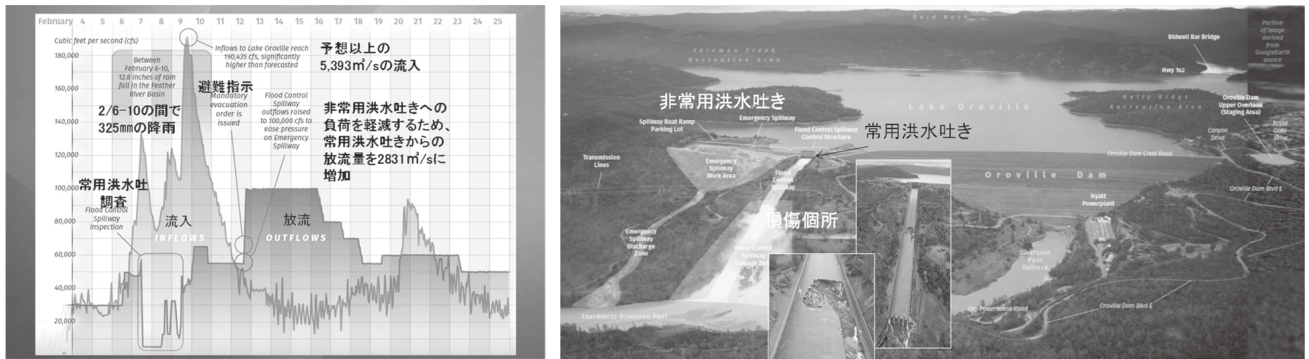 February 4 5 6 7 8 9 10 11 12 13 14 15 16 17 18 19 20 21 22 23 24 25
Cubic feet per second (cfs)
180,000
160,000
140,000
120,000
100,000
80,000
60,000
40,000
20,000
0
Between
February 6-10,
12.8 inches of rain
fell in the Feather
River Basin
2/6-10の間で
325mmの降雨
Inflows to Lake Oroville reach
190,435 cfs, significantly
higher than forecasted
予想以上の
5,393㎥/sの流入
避難指示
Mandatory
evacuation
order is
issued
Flood Control
Spillway
outflows raised
to 100,000 cfs to
ease pressure
on Emergency
Spillway
非常用洪水吐きへの
負荷を軽減するため、
常用洪水吐きからの
放流量を2831㎥/sに
増加
常用洪水吐
調査
Flood Control
Spillway
Inspection
流入
INFLOWS
放流
OUTFLOWS
Bald Rock
Foreman Creek
Recreation Area
Bidwell Bar Bridge
Hwy 162
Portion
of image
derived
from
GoogleEarth
source
非常用洪水吐き
Lake Oroville
Kelly Ridge
Recreation Area
Oroville Dam
Upper Overlook
(Staging Area)
Spillway Boat Ramp
Parking Lot
Emergency Spillway
Flood Control Spillway
Control Structure
常用洪水吐き
Canyon
Drive
Royal
Oaks
Drive
Transmission
Lines
Emergency
Spillway
Work Area
Flood
Control
Spillway
Oroville Dam Crest Road
Oroville Dam
Oroville Dam Blvd E
Hyatt
Powerplant
損傷個所
Emergency
Spillway
Discharge
Zone
Diversion
Pool
Tailrace
Thermalito Diversion Pool
Oroville Dam Blvd E